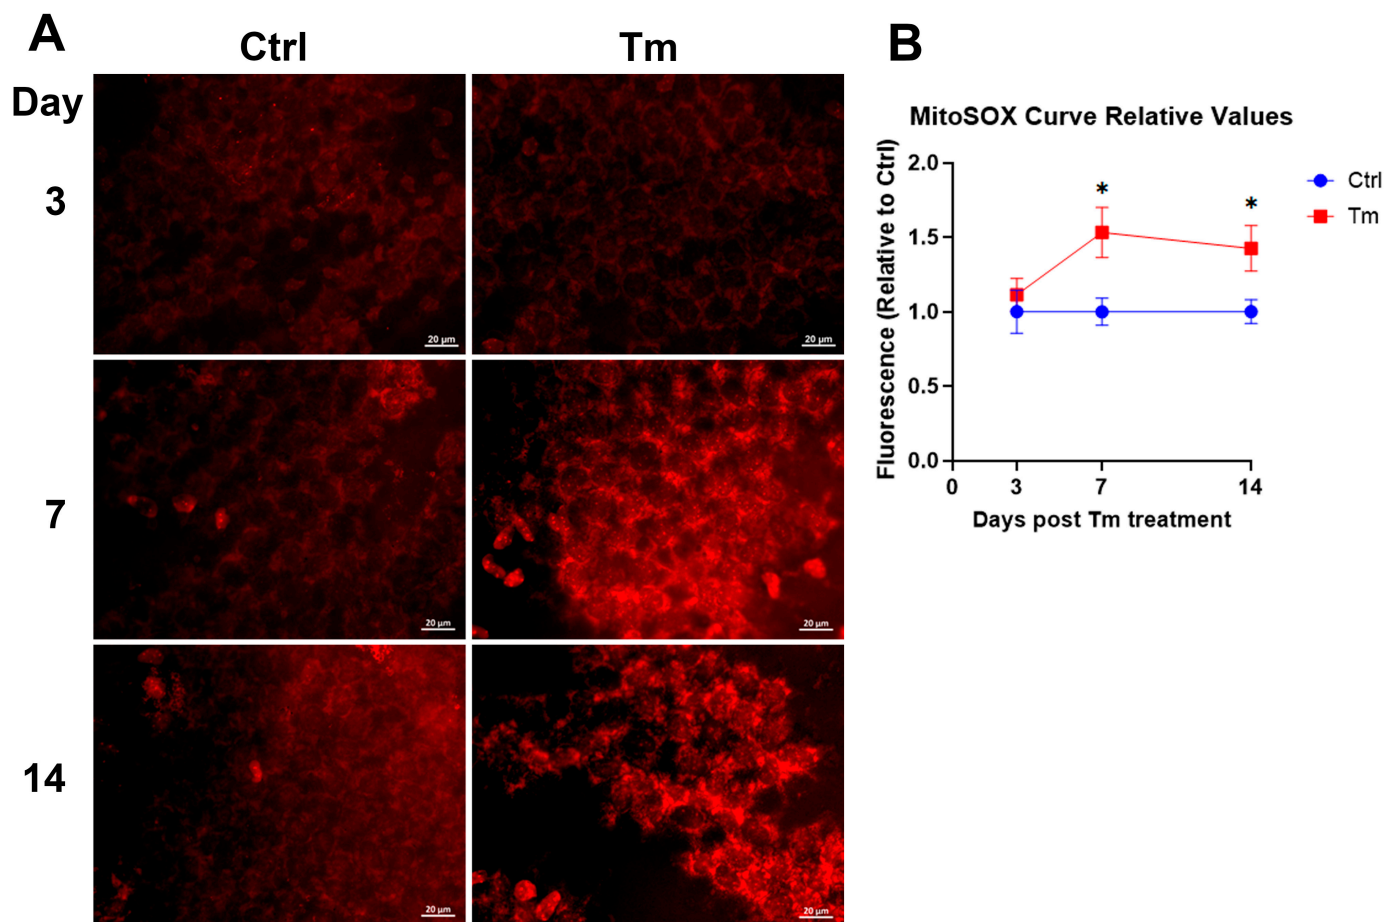 A
Ctrl
Tm
Day
3
20 µm
20 µm
7
20 µm
20 µm
14
20 µm
20 µm
B
MitoSOX Curve Relative Values
Fluorescence (Relative to Ctrl)
2.0
1.5
1.0
0.5
0.0
* *
0 3 7 14
Days post Tm treatment
Ctrl
Tm